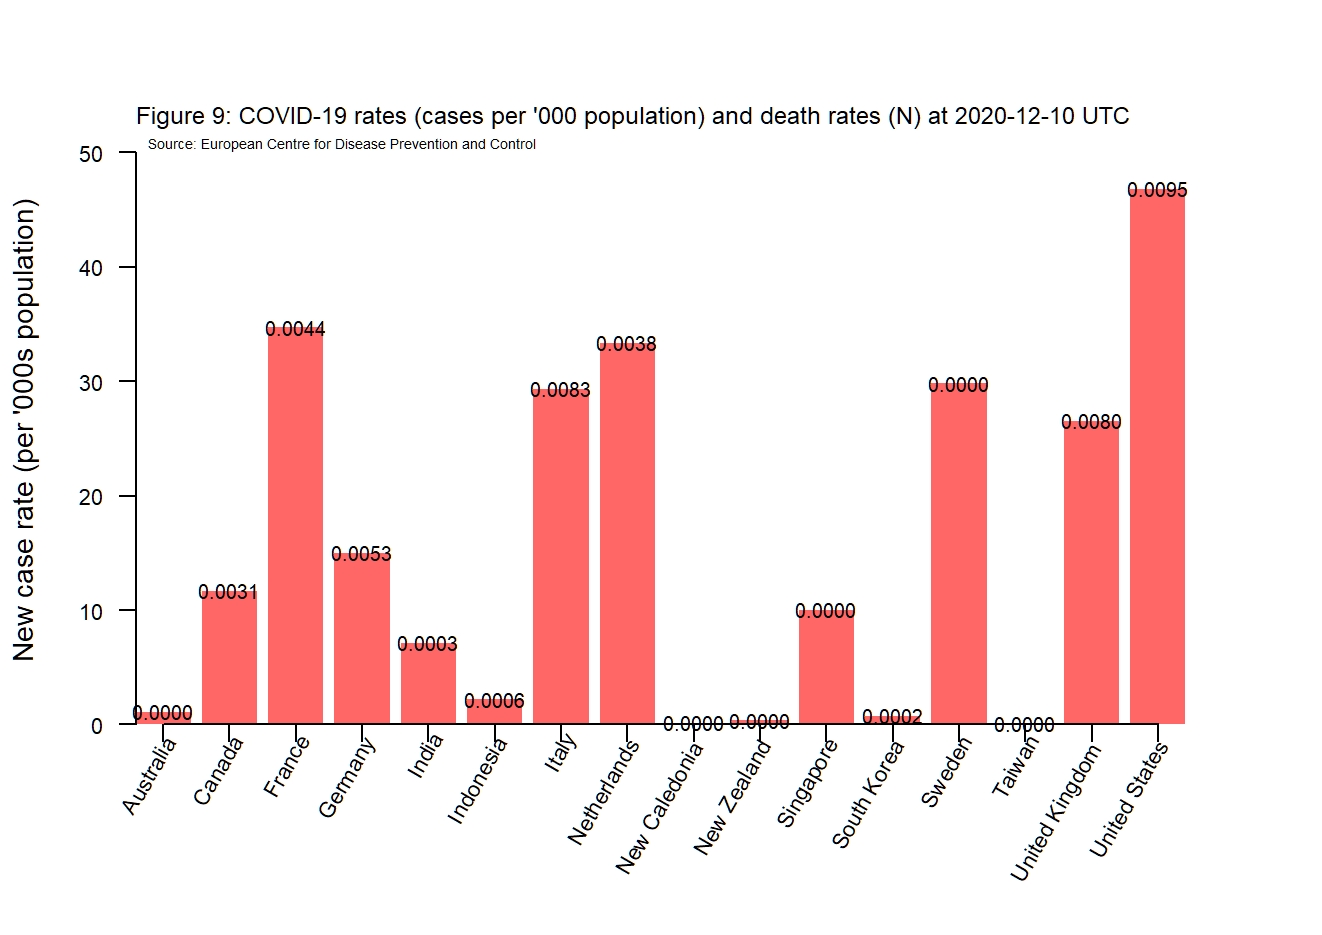 Figure 9: COVID-19 rates (cases per '000 population) and death rates (N) at 2020-12-10 UTC
Source: European Centre for Disease Prevention and Control
New case rate (per '000s population)
50
40
30
20
10
0
0.0000
0.0031
0.0044
0.0053
0.0003
0.0006
0.0083
0.0038
0.0000
0.0000
0.0000
0.0002
0.0000
0.0000
0.0080
0.0095
Australia
Canada
France
Germany
India
Indonesia
Italy
Netherlands
New Caledonia
New Zealand
Singapore
South Korea
Sweden
Taiwan
United Kingdom
United States